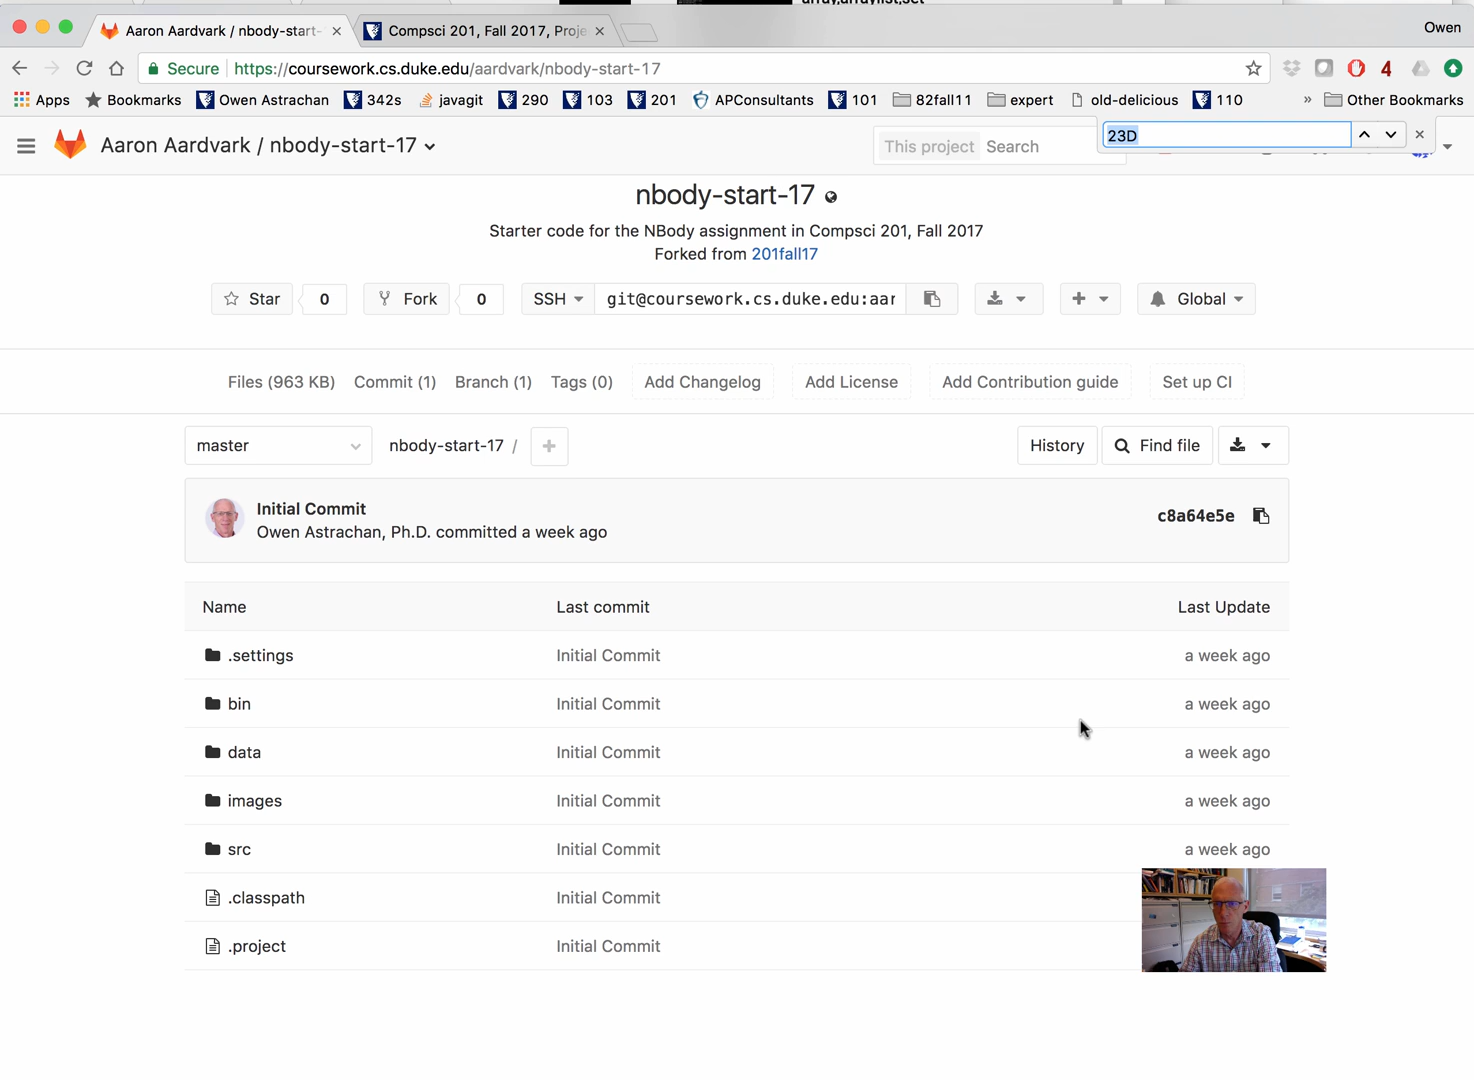 array,arraylist,set
Aaron Aardvark / nbody-start-
Compsci 201, Fall 2017, Proje
Owen
Secure
https://coursework.cs.duke.edu/aardvark/nbody-start-17
4
Apps
Bookmarks
Owen Astrachan
342s
javagit
290
103
201
APConsultants
101
82fall11
expert
old-delicious
110
»
Other Bookmarks
Aaron Aardvark / nbody-start-17
This project
Search
23D
nbody-start-17
Starter code for the NBody assignment in Compsci 201, Fall 2017
Forked from 201fall17
Star
0
Fork
0
SSH
git@coursework.cs.duke.edu:aar
Global
Files (963 KB)
Commit (1)
Branch (1)
Tags (0)
Add Changelog
Add License
Add Contribution guide
Set up CI
master
nbody-start-17 /
History
Find file
Initial Commit
Owen Astrachan, Ph.D. committed a week ago
c8a64e5e
Name
Last commit
Last Update
.settings
Initial Commit
a week ago
bin
Initial Commit
a week ago
data
Initial Commit
a week ago
images
Initial Commit
a week ago
src
Initial Commit
a week ago
.classpath
Initial Commit
.project
Initial Commit